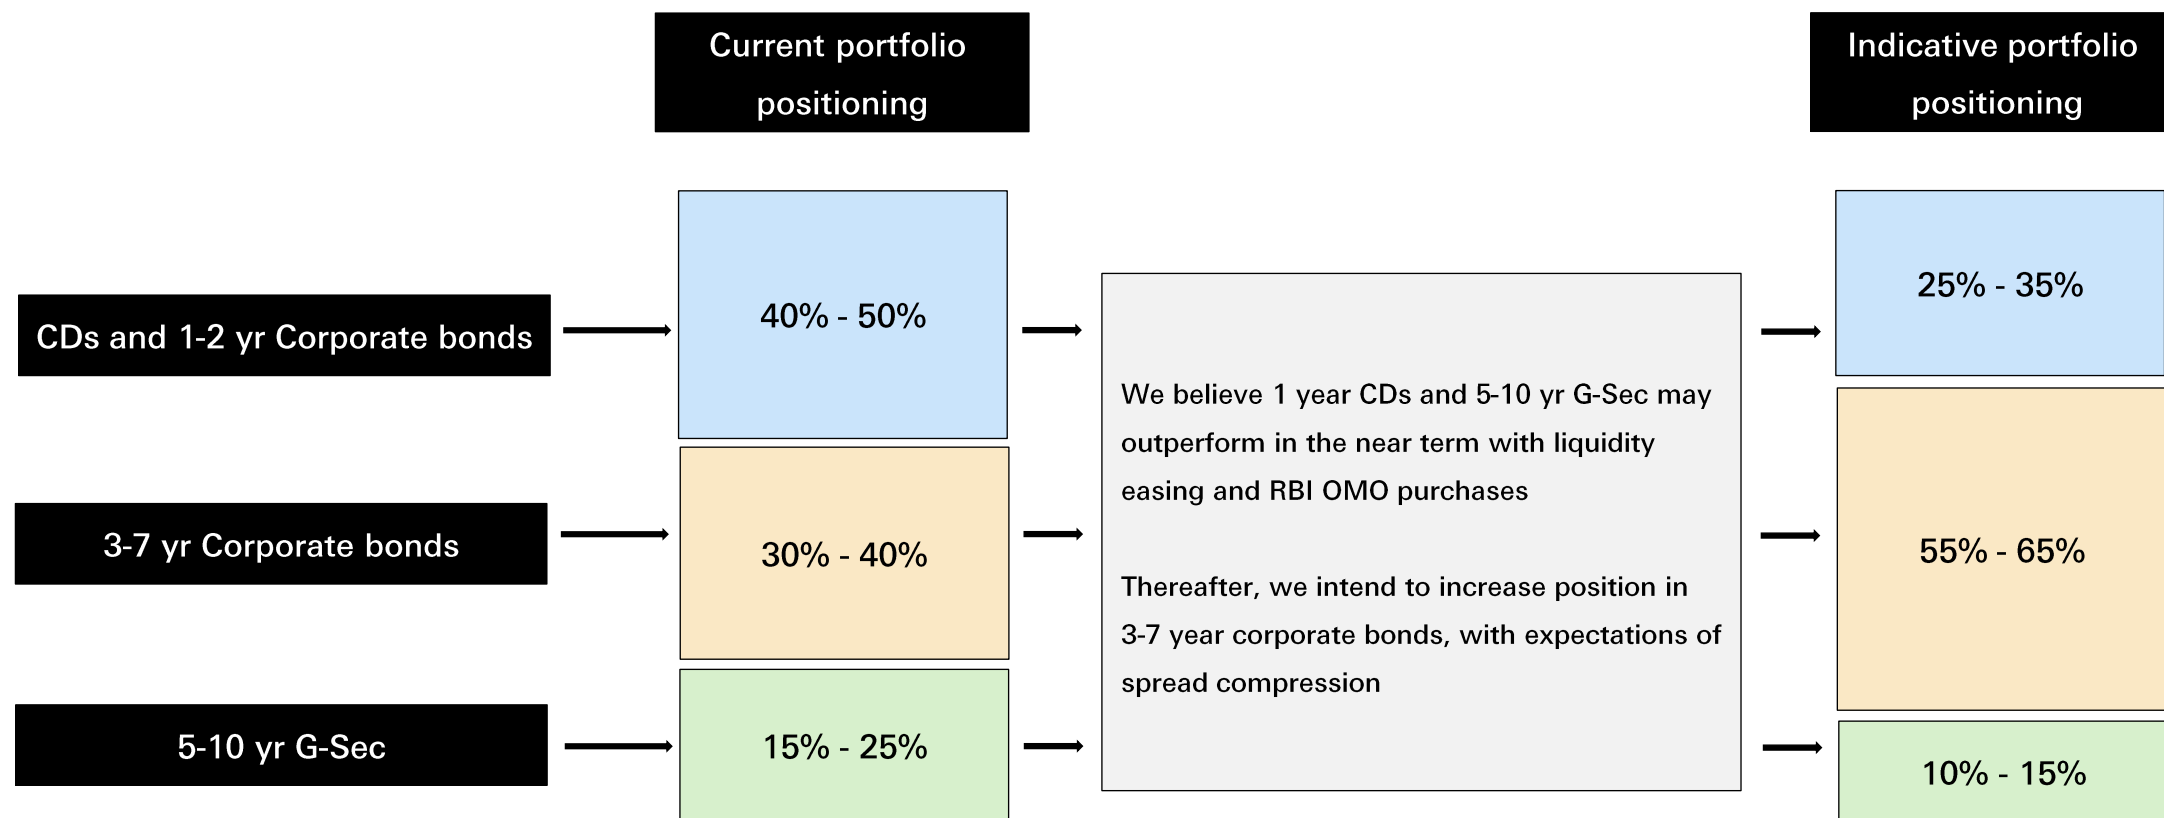 Current portfolio
positioning
Indicative portfolio
positioning
CDs and 1-2 yr Corporate bonds
40% - 50%
25% - 35%
3-7 yr Corporate bonds
30% - 40%
55% - 65%
5-10 yr G-Sec
15% - 25%
10% - 15%
We believe 1 year CDs and 5-10 yr G-Sec may
outperform in the near term with liquidity
easing and RBI OMO purchases
Thereafter, we intend to increase position in
3-7 year corporate bonds, with expectations of
spread compression